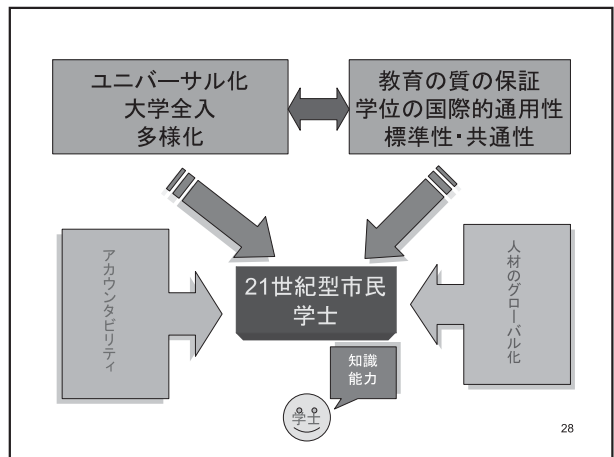 ユニバーサル化
大学全入
多様化
教育の質の保証
学位の国際的通用性
標準性・共通性
アカウンタビリティ
21世紀型市民
学士
人材のグローバル化
知識
能力
学士
28